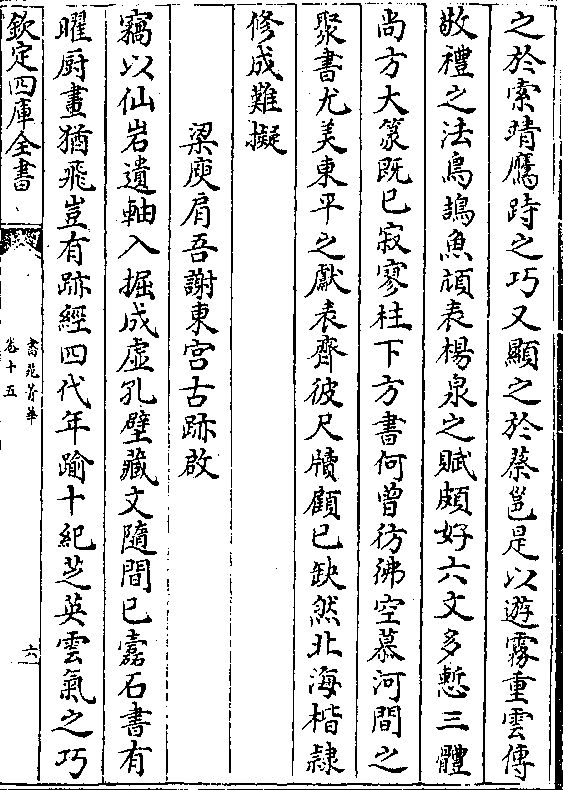 之於索靖鷹跱之巧又顯之於蔡邕是以遊霧重雲傳
敬禮之法鳥鵶魚頏表楊泉之賦頗好六文多慙三體
尚方大篆既已寂寥柱下方書何曾彷彿空慕河間之
聚書尤美東平之獻表齊彼尺牘顧已缺然北海楷隸
修成難擬
梁庾肩吾謝東宮古跡啟
竊以仙岩遺軸入掘成虛孔壁藏文隨間已蠹石書有
曜厨畫猶飛豈有跡經四代年踰十紀芝英雲氣之巧
欽定四庫全書
書苑菁華
卷十五
六